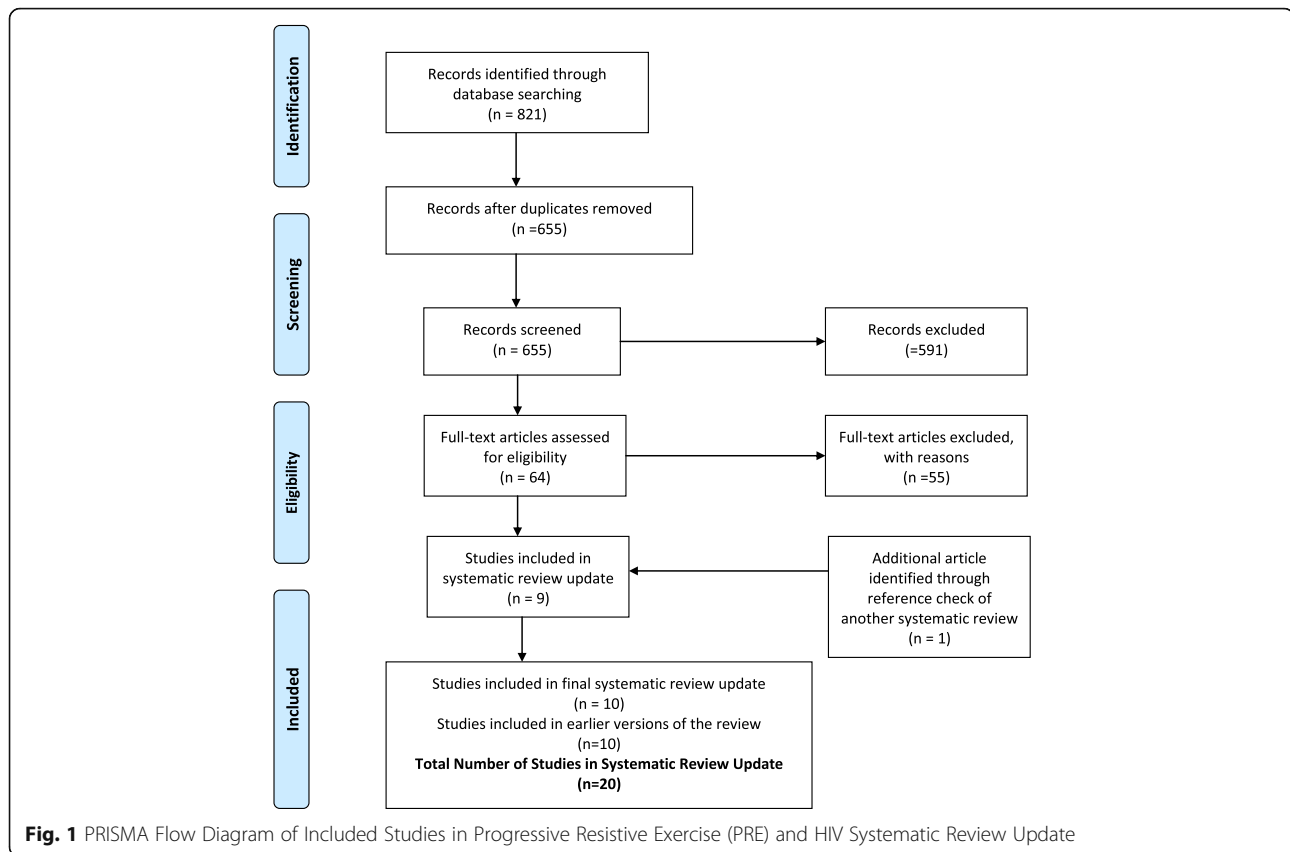 Identification
Records identified through
database searching
(n = 821)
Records after duplicates removed
(n =655)
Screening
Records screened
(n = 655)
Records excluded
(=591)
Eligibility
Full-text articles assessed
for eligibility
(n = 64)
Full-text articles excluded,
with reasons
(n =55)
Studies included in
systematic review update
(n = 9)
Additional article
identified through
reference check of
another systematic review
(n = 1)
Included
Studies included in final systematic review update
(n = 10)
Studies included in earlier versions of the review
(n=10)
Total Number of Studies in Systematic Review Update
(n=20)
Fig. 1 PRISMA Flow Diagram of Included Studies in Progressive Resistive Exercise (PRE) and HIV Systematic Review Update